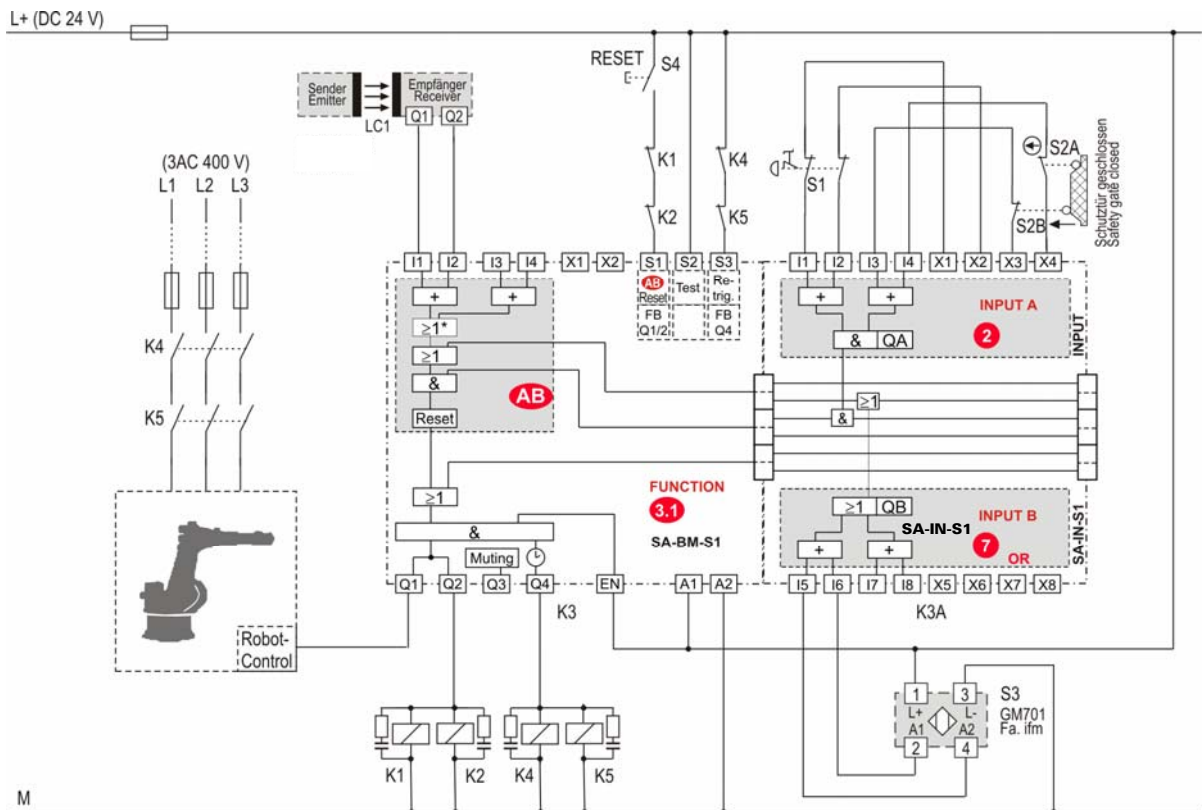 L+ (DC 24 V)
RESET
S4
Sender
Emitter
LC1
Empfänger
Receiver
Q1 Q2
(3AC 400 V)
L1 L2 L3
K1
K2
K4
K5
S1
S2A
S2B
Schutztür geschlossen
Safety gate closed
I1 I2 I3 I4 X1 X2 S1 S2 S3
I1 I2 I3 I4 X1 X2 X3 X4
+ +
≥1*
≥1
&
Reset
AB
AB
Reset
Test
Re-
trig.
FB
Q1/2
FB
Q4
+ +
INPUT A
2
& QA
INPUT
≥1
&
K4
K5
≥1
&
FUNCTION
3.1
SA-BM-S1
Muting
≥1 QB
INPUT B
SA-IN-S1
7
OR
+ +
SA-IN-S1
Q1 Q2 Q3 Q4 EN A1 A2
I5 I6 I7 I8 X5 X6 X7 X8
K3
K3A
Robot-
Control
1 3
L+ L-
A1 A2
2 4
S3
GM701
Fa. ifm
K1 K2 K4 K5
M